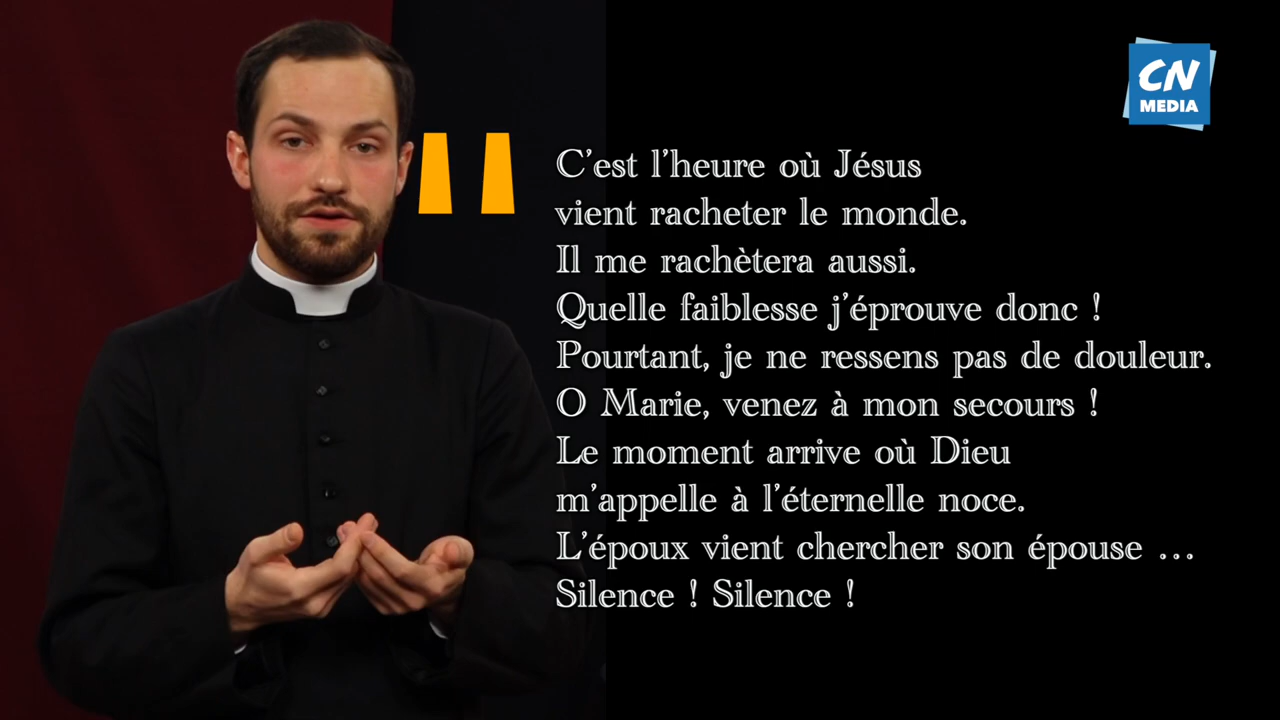 CN
MEDIA
C'est l'heure où Jésus
vient racheter le monde.
Il me rachètera aussi.
Quelle faiblesse j'éprouve donc !
Pourtant, je ne ressens pas de douleur.
O Marie, venez à mon secours !
Le moment arrive où Dieu
m'appelle à l'éternelle noce.
L'époux vient chercher son épouse ...
Silence ! Silence !